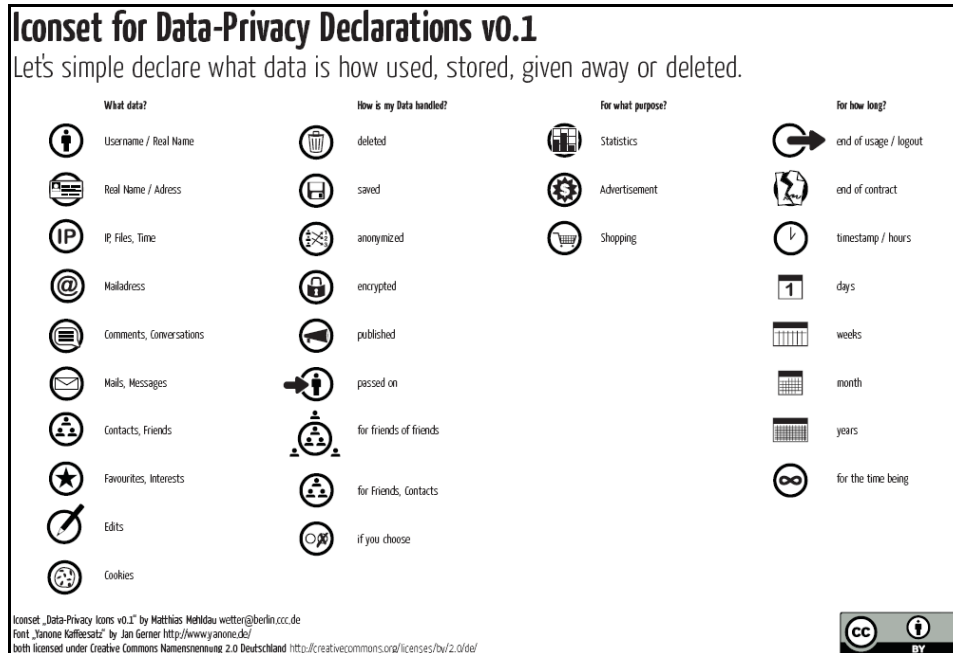 Iconset for Data-Privacy Declarations v0.1
Let's simple declare what data is how used, stored, given away or deleted.
What data?
Username / Real Name
Real Name / Adress
IP
IP, Files, Time
@
Mailadress
Comments, Conversations
Mails, Messages
Contacts, Friends
Favourites, Interests
Edits
Cookies
How is my Data handled?
deleted
saved
anonymized
encrypted
published
passed on
for friends of friends
for Friends, Contacts
if you choose
For what purpose?
Statistics
$
Advertisement
Shopping
For how long?
end of usage / logout
end of contract
timestamp / hours
1
days
weeks
month
years
for the time being
Iconset „Data-Privacy Icons v0.1" by Matthias Mehldau wetter@berlin.ccc.de
Font „Yanone Kaffeesatz" by Jan Gerner http://www.yanone.de/
both licensed under Creative Commons Namensnennung 2.0 Deutschland http://creativecommons.org/licenses/by/2.0/de/
cc
BY